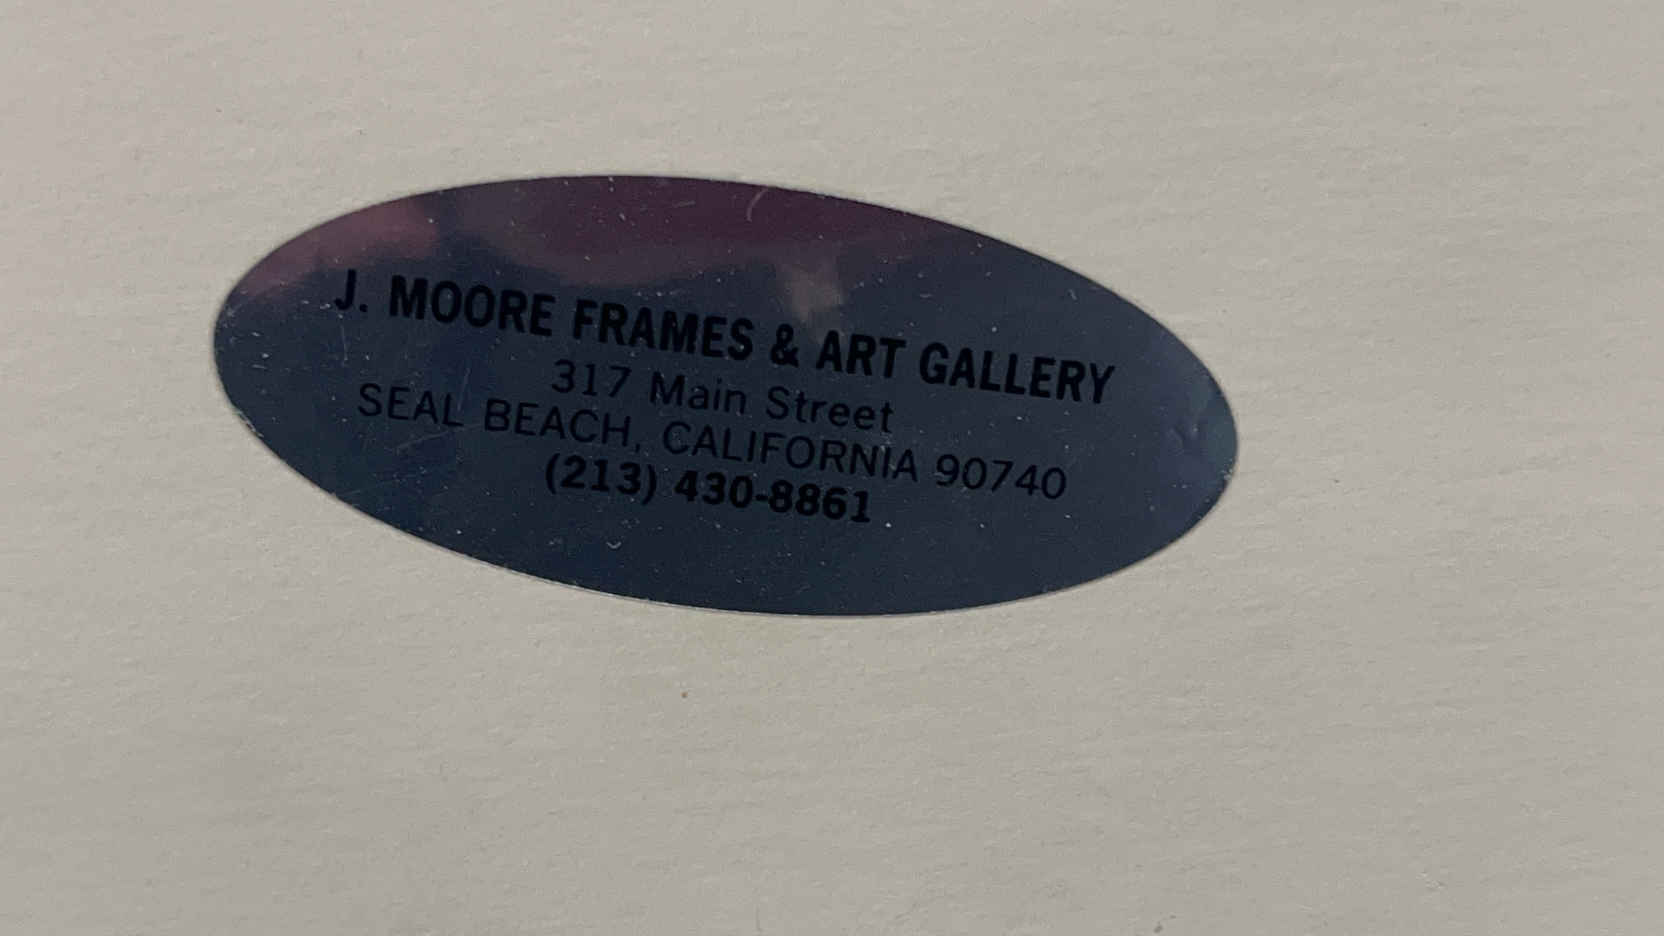 J. MOORE FRAMES & ART GALLERY
317 Main Street
SEAL BEACH, CALIFORNIA 90740
(213) 430-8861